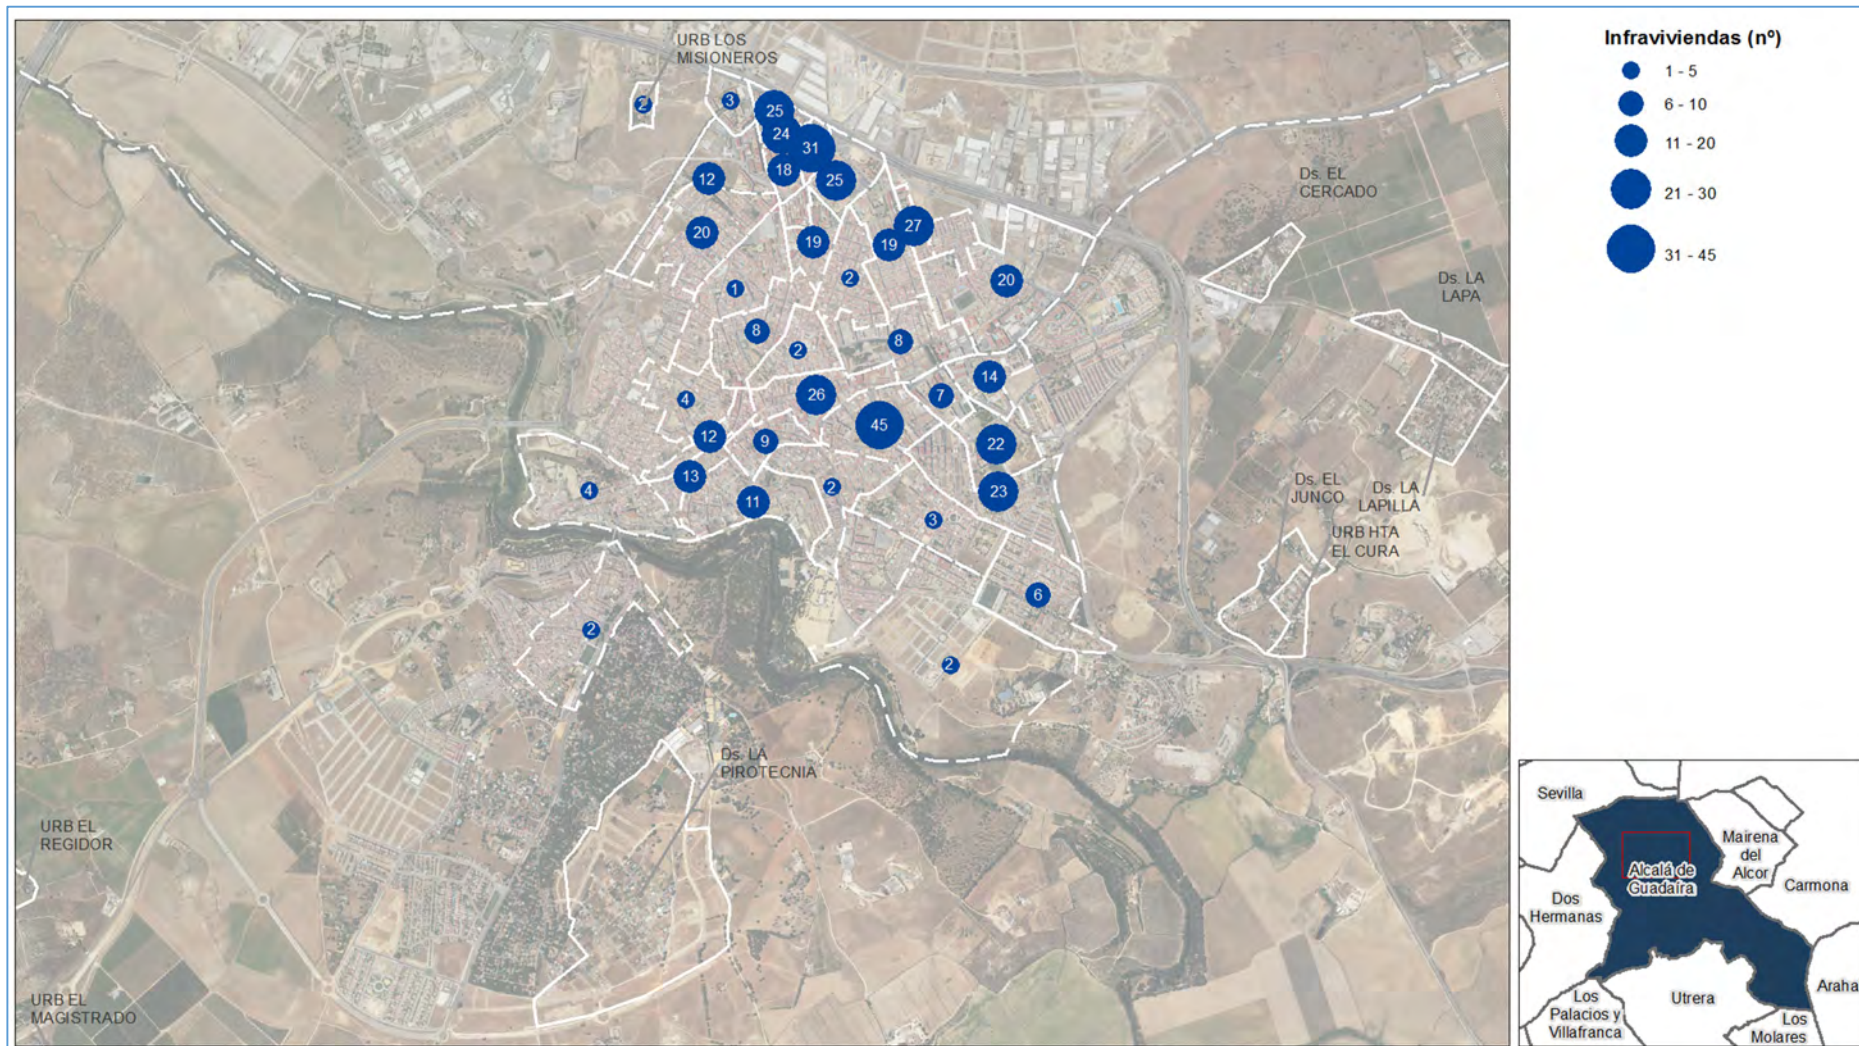 URB LOS
MISIONEROS
2
3
25
24
31
18
25
12
20
19
27
19
2
20
1
8
2
8
14
4
26
7
45
12
9
22
13
4
11
2
23
3
6
2
2
Ds. EL
CERCADO
Ds. LA
LAPA
Ds. EL
JUNCO
Ds. LA
LAPILLA
URB HTA
EL CURA
Ds. LA
PIROTECNIA
URB EL
REGIDOR
URB EL
MAGISTRADO
Infraviviendas (nº)
1 - 5
6 - 10
11 - 20
21 - 30
31 - 45
Sevilla
Mairena
del
Alcor
Alcalá de
Guadaíra
Carmona
Dos
Hermanas
Araha
Utrera
Los
Palacios y
Villafranca
Los
Molares